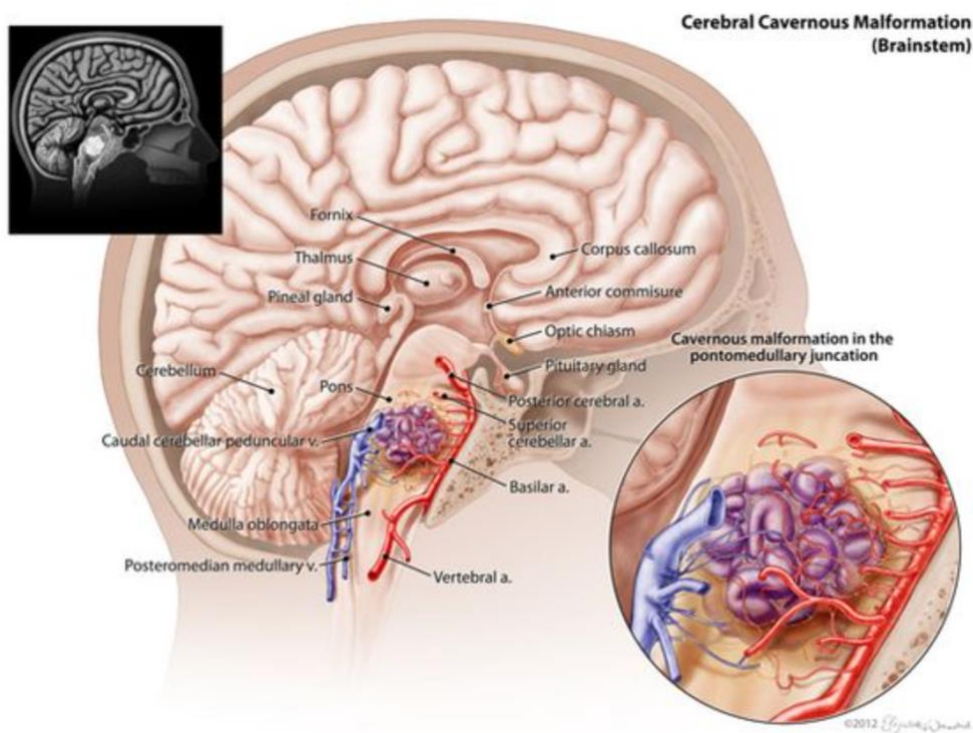 Cerebral Cavernous Malformation
(Brainstem)
Fornix
Thalmus
Pineal gland
Corpus callosum
Anterior commisure
Optic chiasm
Cavernous malformation in the
pontomedullary juncation
Pituitary gland
Cerebellum
Pons
Posterior cerebral a.
Superior
cerebellar a.
Caudal cerebellar peduncular v.
Basilar a.
Medulla oblongata
Posteromedian medullary v.
Vertebral a.
©2012